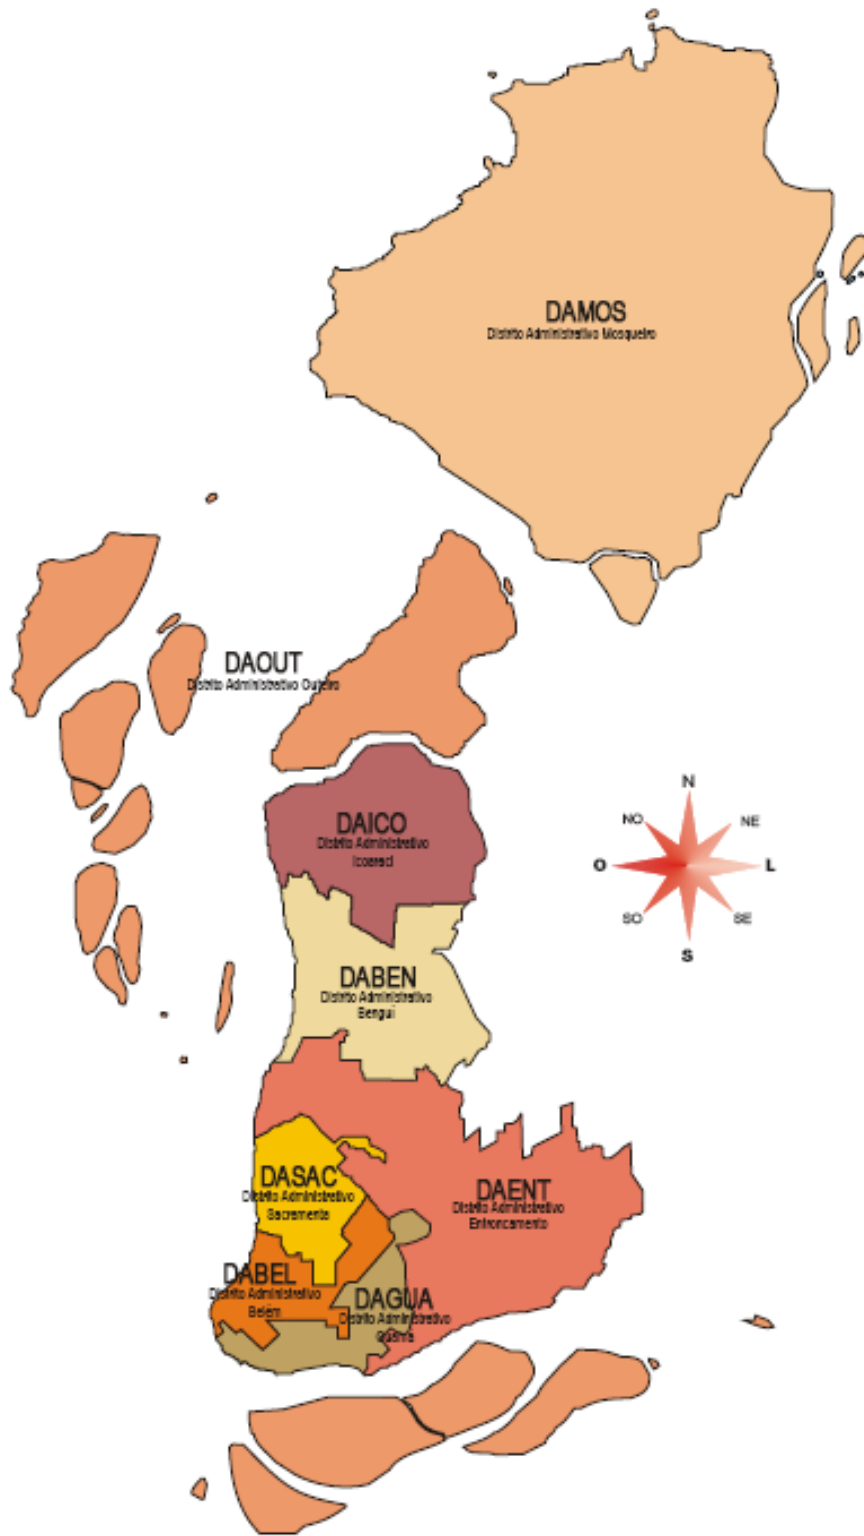 DAMOS
Distrito Administrativo Mosqueiro
DAOUT
Distrito Administrativo Outeiro
DAICO
Distrito Administrativo
Icoaraci
N
NO
NE
O
L
SO
SE
S
DABEN
Distrito Administrativo
Bengui
DASAC
Distrito Administrativo
Sacramenta
DAENT
Distrito Administrativo
Entroncamento
DABEL
Distrito Administrativo
Belém
DAGUA
Distrito Administrativo
Guamá